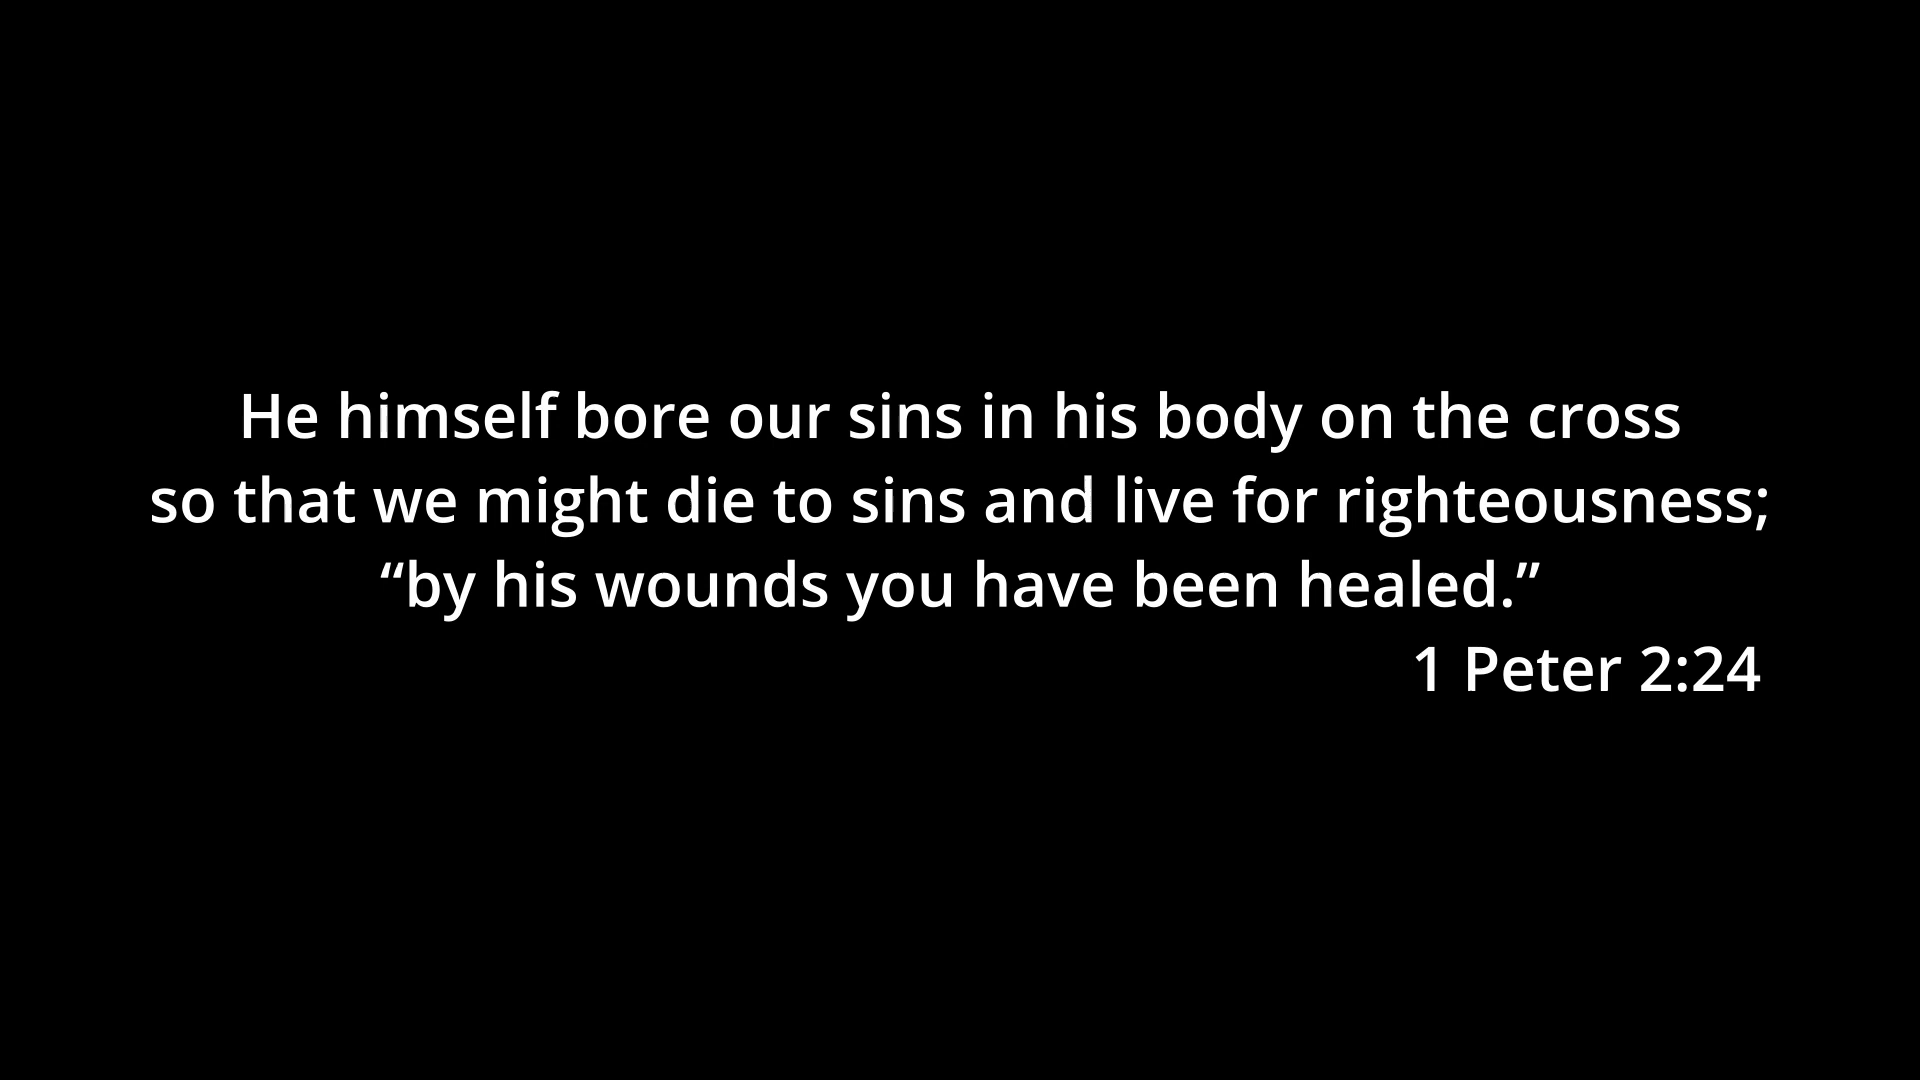 He himself bore our sins in his body on the cross
so that we might die to sins and live for righteousness;
“by his wounds you have been healed.”
1 Peter 2:24